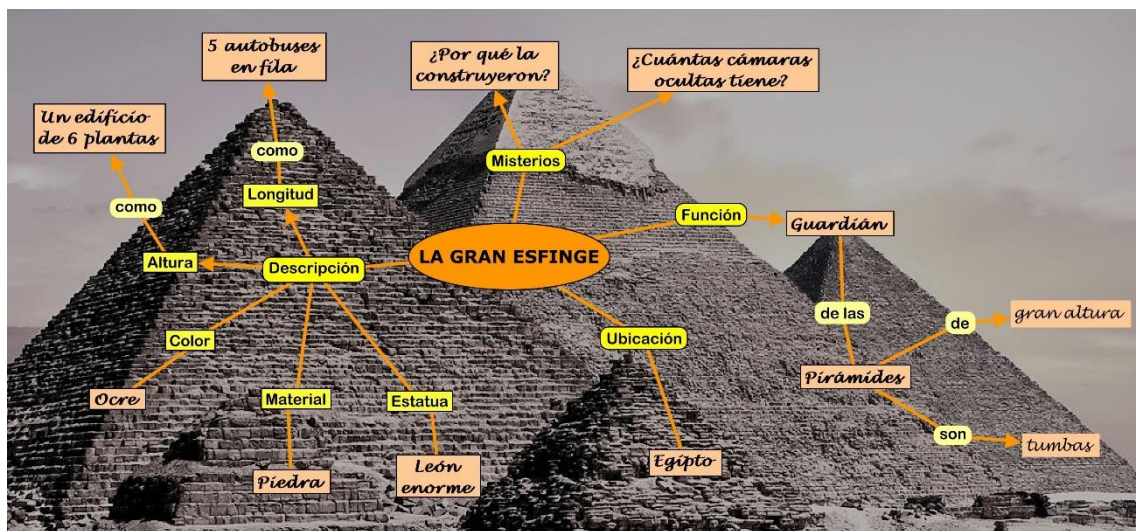 5 autobuses
en fila
¿Por qué la
construyeron?
¿Cuántas cámaras
ocultas tiene?
Un edificio
de 6 plantas
como
Misterios
Longitud
como
Función
Guardián
LA GRAN ESFINGE
Altura
Descripción
de las
gran altura
de
Color
Ubicación
Pirámides
Ocre
Material
Estatua
son
tumbas
León
enorme
Egipto
Piedra